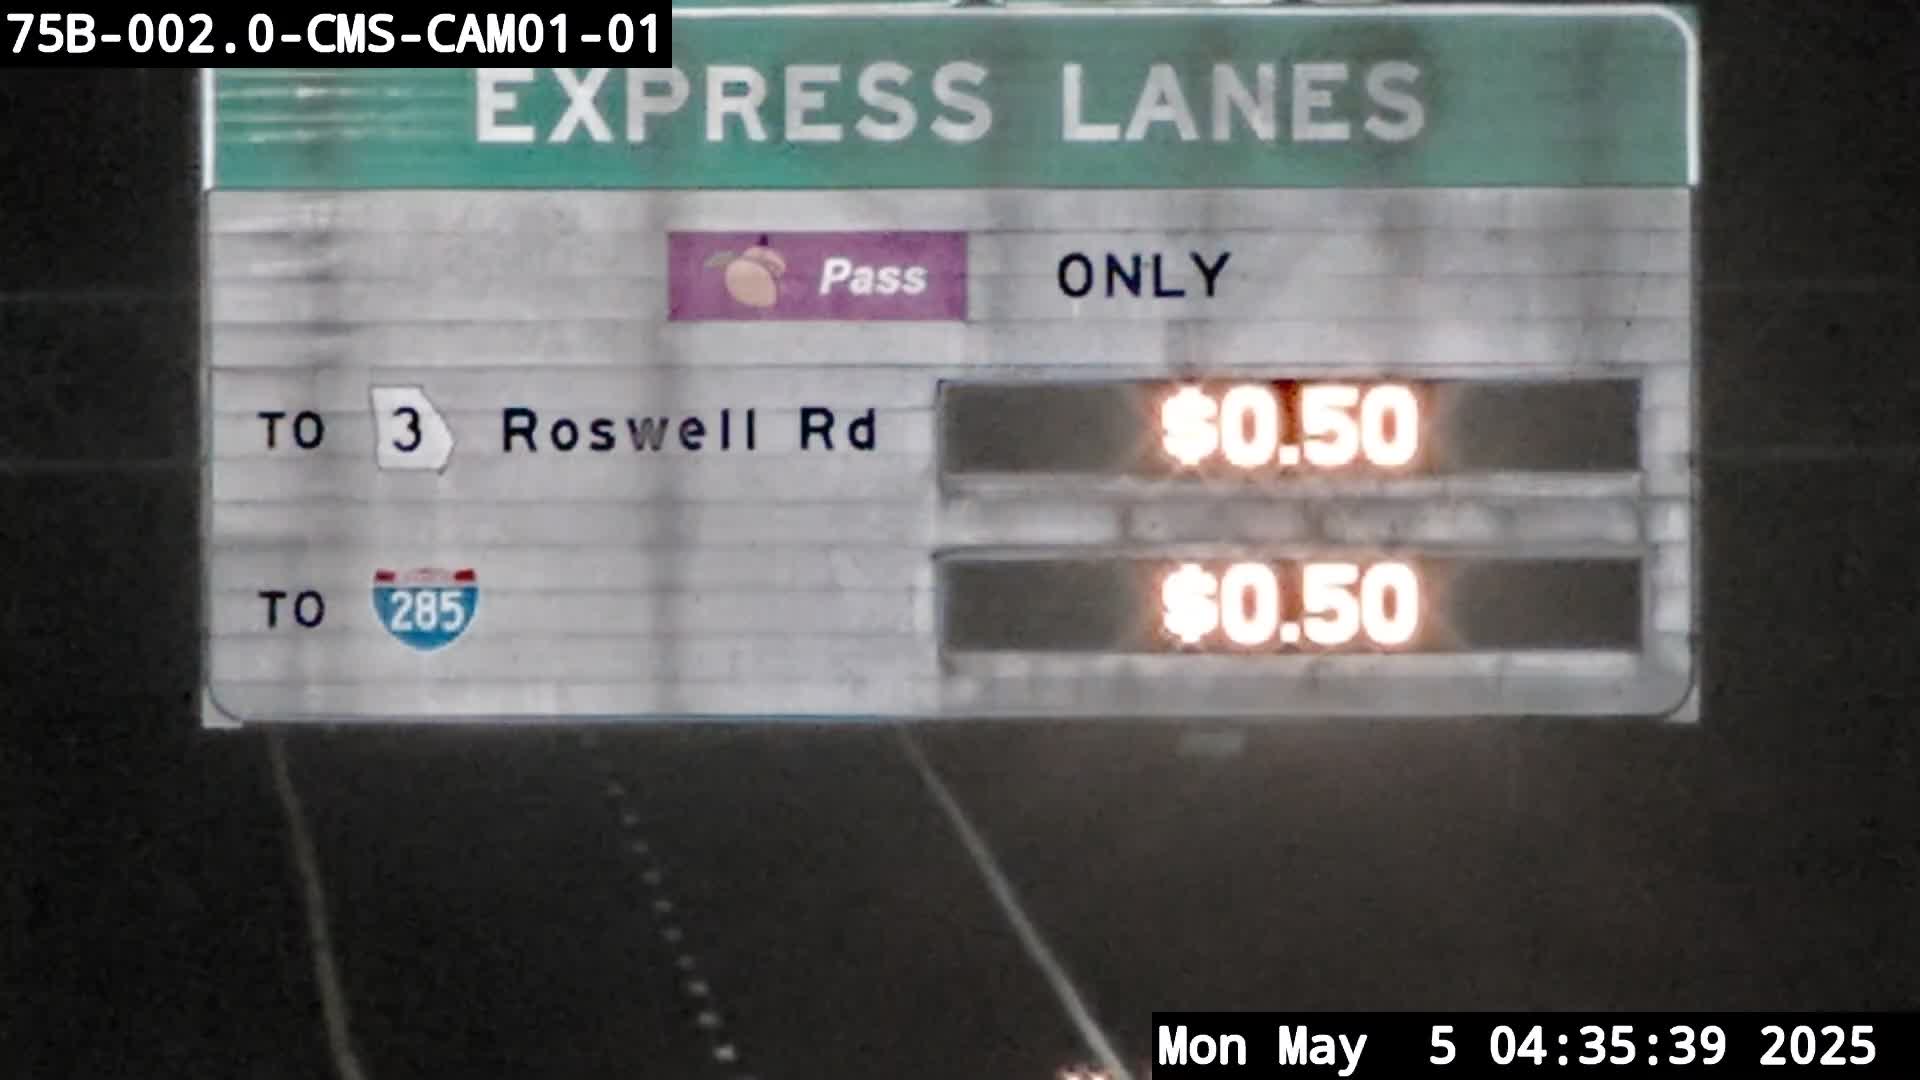 75B-002.0-CMS-CAM01-01
EXPRESS LANES
Pass ONLY
TO 3 Roswell Rd $0.50
TO 285 $0.50
Mon May 5 04:35:39 2025